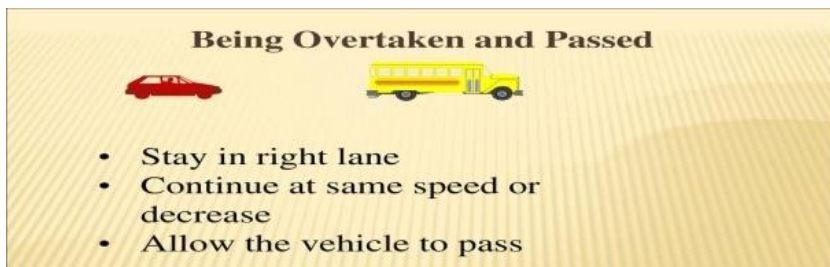 Being Overtaken and Passed
• Stay in right lane
• Continue at same speed or
decrease
• Allow the vehicle to pass